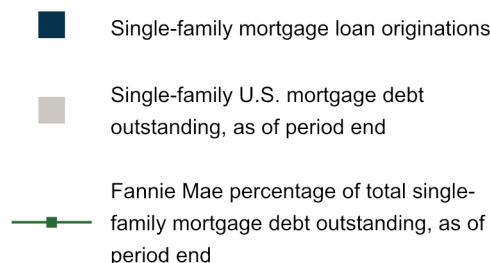 Single-family mortgage loan originations
Single-family U.S. mortgage debt
outstanding, as of period end
Fannie Mae percentage of total single-
family mortgage debt outstanding, as of
period end